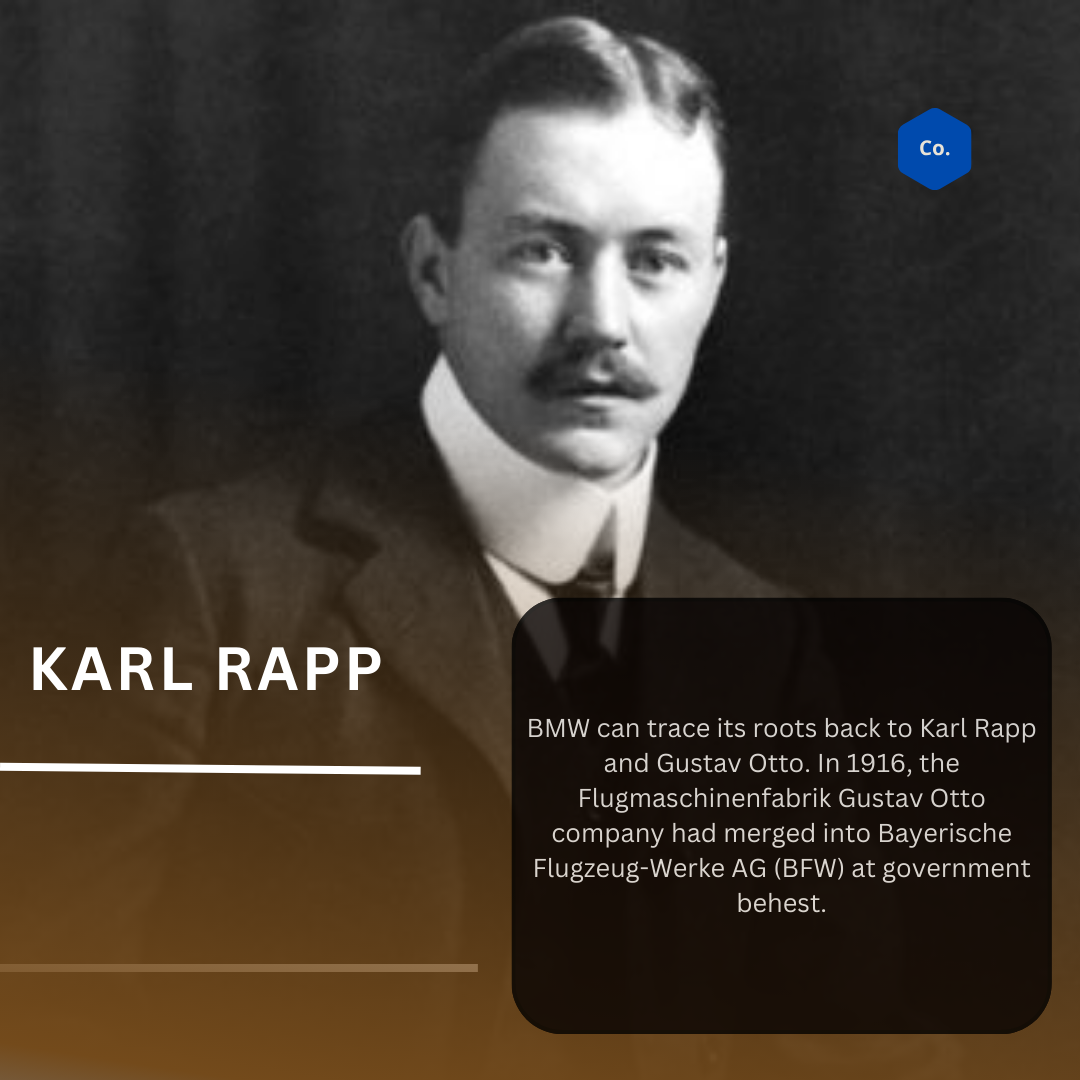 Co.
KARL RAPP
BMW can trace its roots back to Karl Rapp
and Gustav Otto. In 1916, the
Flugmaschinenfabrik Gustav Otto
company had merged into Bayerische
Flugzeug-Werke AG (BFW) at government
behest.